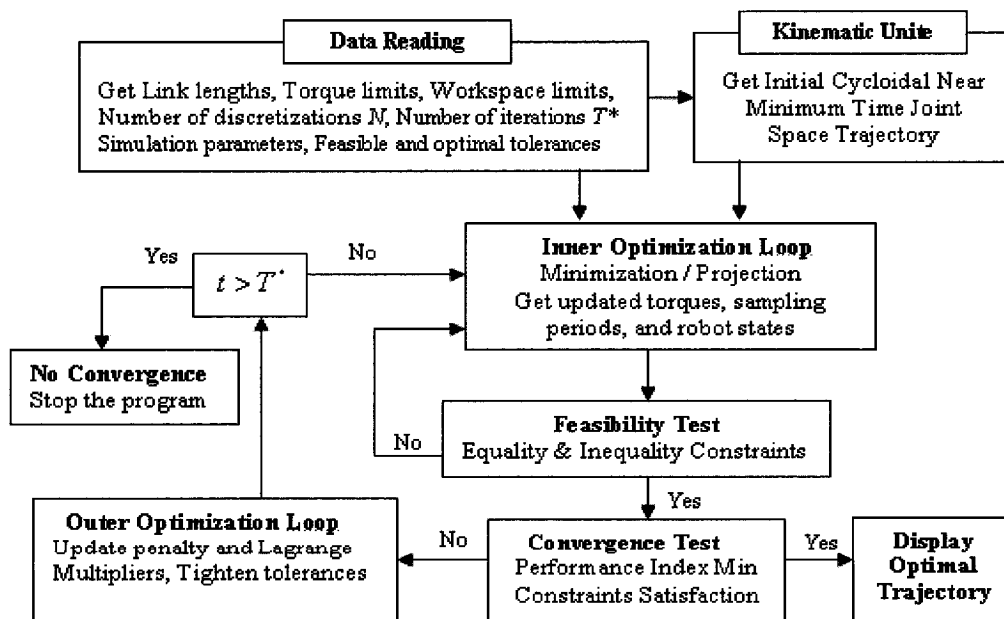 Data Reading
Get Link lengths, Torque limits, Workspace limits,
Number of discretizations N, Number of iterations T*
Simulation parameters, Feasible and optimal tolerances
Kinematic Unite
Get Initial Cycloidal Near
Minimum Time Joint
Space Trajectory
Yes
t > T*
No
Inner Optimization Loop
Minimization / Projection
Get updated torques, sampling
periods, and robot states
No Convergence
Stop the program
No
Feasibility Test
Equality & Inequality Constraints
Yes
Outer Optimization Loop
Update penalty and Lagrange
Multipliers, Tighten tolerances
No
Convergence Test
Performance Index Min
Constraints Satisfaction
Yes
Display
Optimal
Trajectory